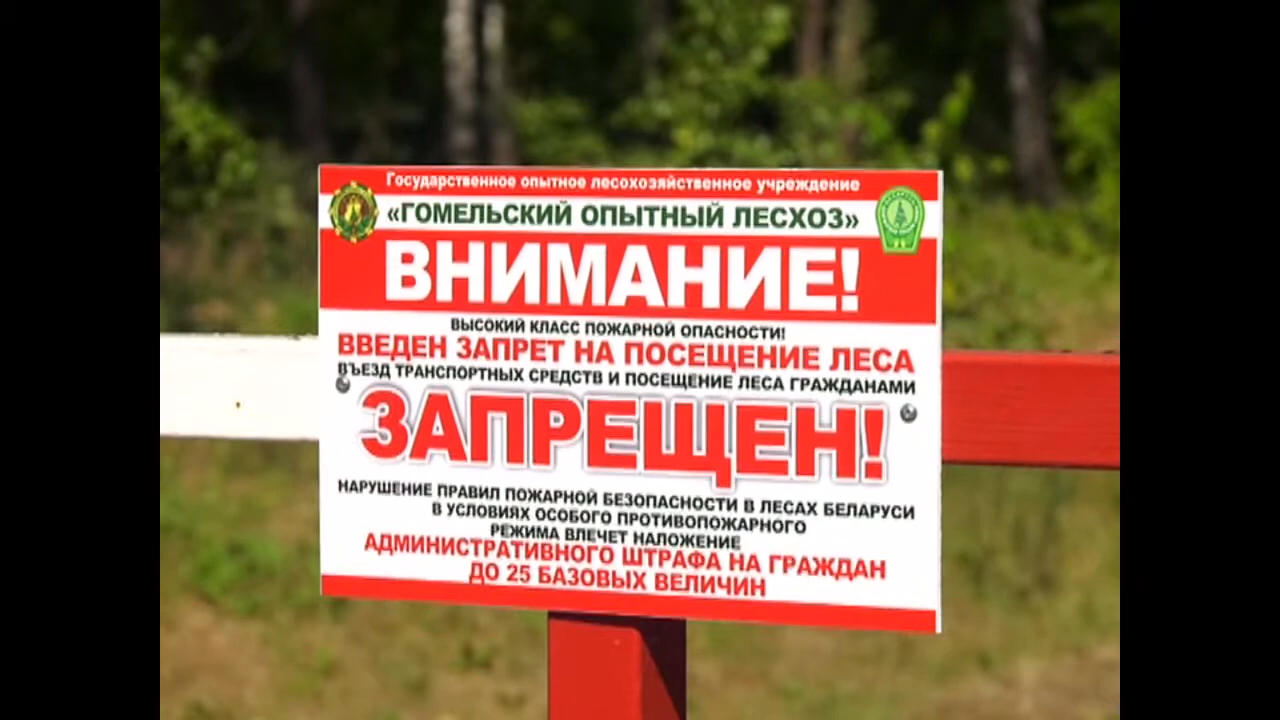 Государственное опытное лесохозяйственное учреждение
«ГОМЕЛЬСКИЙ ОПЫТНЫЙ ЛЕСХОЗ»
ВНИМАНИЕ!
ВЫСОКИЙ КЛАСС ПОЖАРНОЙ ОПАСНОСТИ!
ВВЕДЕН ЗАПРЕТ НА ПОСЕЩЕНИЕ ЛЕСА
ВЪЕЗД ТРАНСПОРТНЫХ СРЕДСТВ И ПОСЕЩЕНИЕ ЛЕСА ГРАЖДАНАМИ
ЗАПРЕЩЕН!
НАРУШЕНИЕ ПРАВИЛ ПОЖАРНОЙ БЕЗОПАСНОСТИ В ЛЕСАХ БЕЛАРУСИ
В УСЛОВИЯХ ОСОБОГО ПРОТИВОПОЖАРНОГО
РЕЖИМА ВЛЕЧЕТ НАЛОЖЕНИЕ
АДМИНИСТРАТИВНОГО ШТРАФА НА ГРАЖДАН
ДО 25 БАЗОВЫХ ВЕЛИЧИН